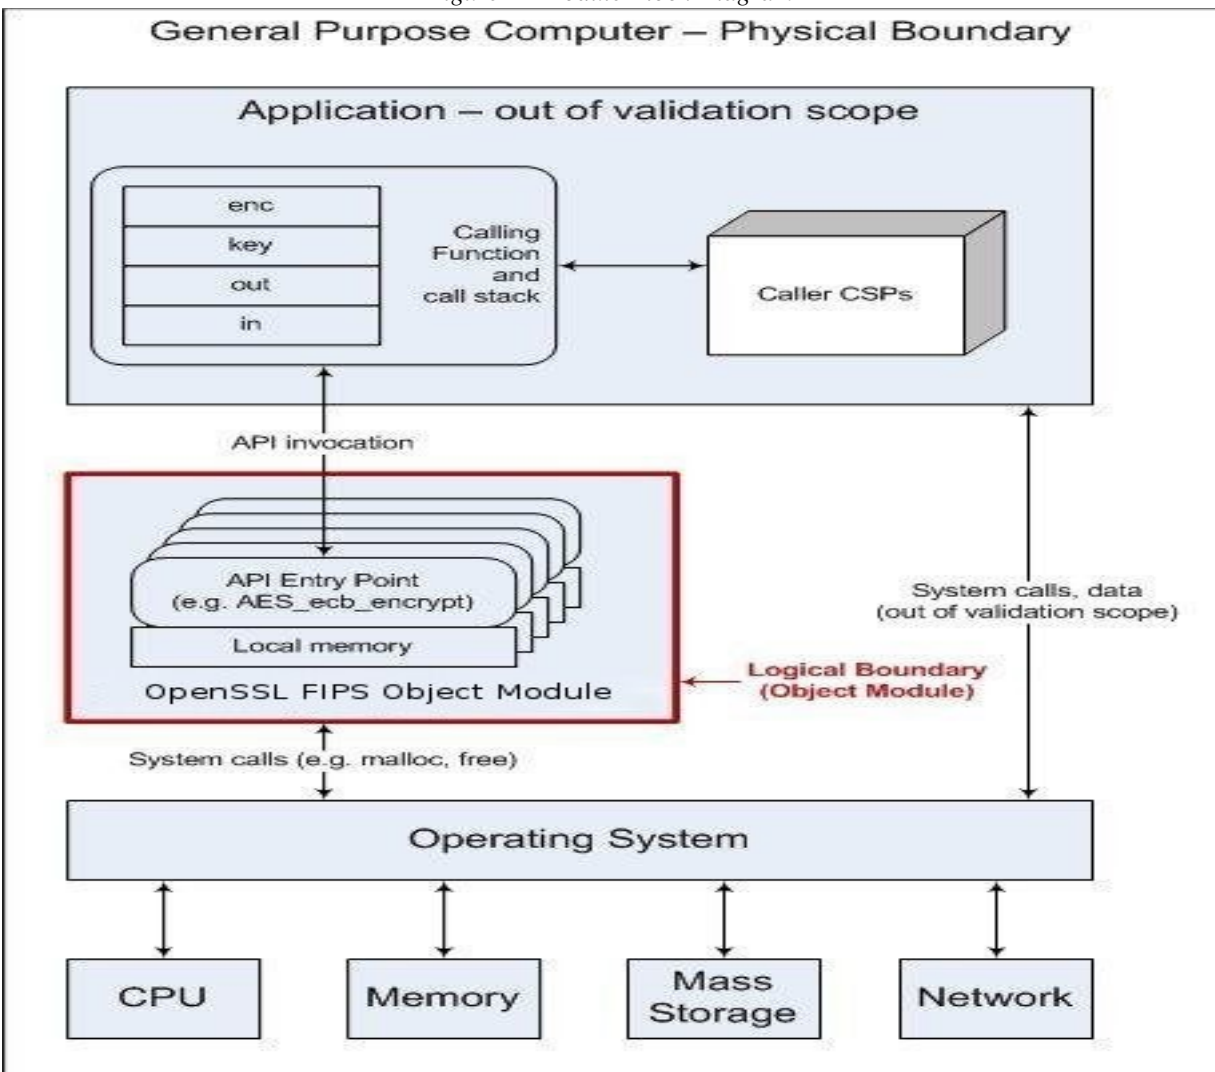 General Purpose Computer – Physical Boundary
Application – out of validation scope
enc
key
out
in
Calling
Function
and
call stack
Caller CSPs
API invocation
API Entry Point
(e.g. AES_ecb_encrypt)
Local memory
OpenSSL FIPS Object Module
System calls, data
(out of validation scope)
Logical Boundary
(Object Module)
System calls (e.g. malloc, free)
Operating System
CPU
Memory
Mass
Storage
Network